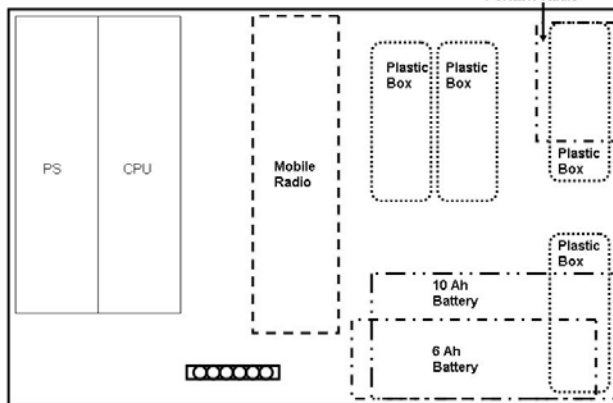 Plastic
Box
Plastic
Box
PS
CPU
Mobile
Radio
Plastic
Box
Plastic
Box
10 Ah
Battery
6 Ah
Battery